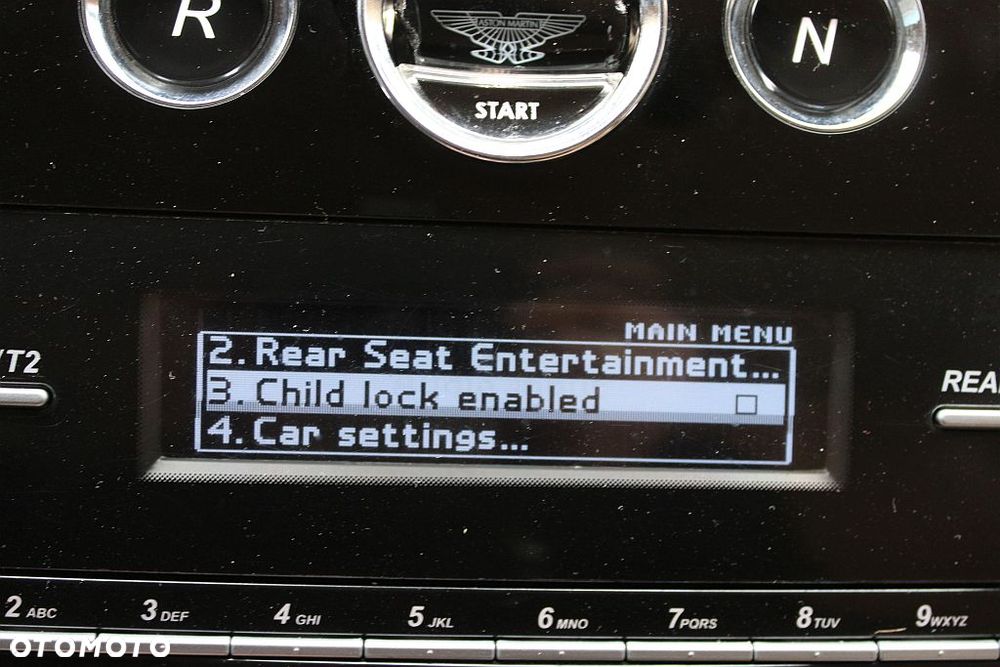 R
ASTON MARTIN
START
N
MAIN MENU
2. Rear Seat Entertainment...
3. Child lock enabled
4. Car settings...
/T2
REA
2 ABC
3 DEF
4 GHI
5 JKL
6 MNO
7 PQRS
8 TUV
9 WXYZ
OTOMOTO